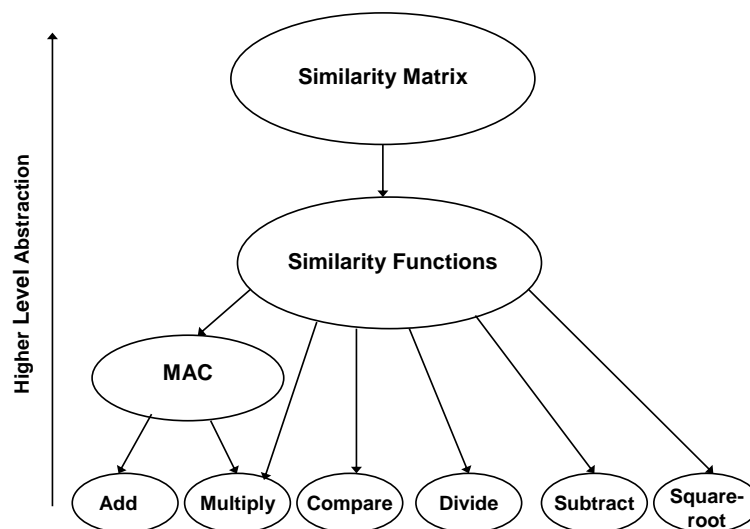 Similarity Matrix
Higher Level Abstraction
Similarity Functions
MAC
Add
Multiply
Compare
Divide
Subtract
Square-
root